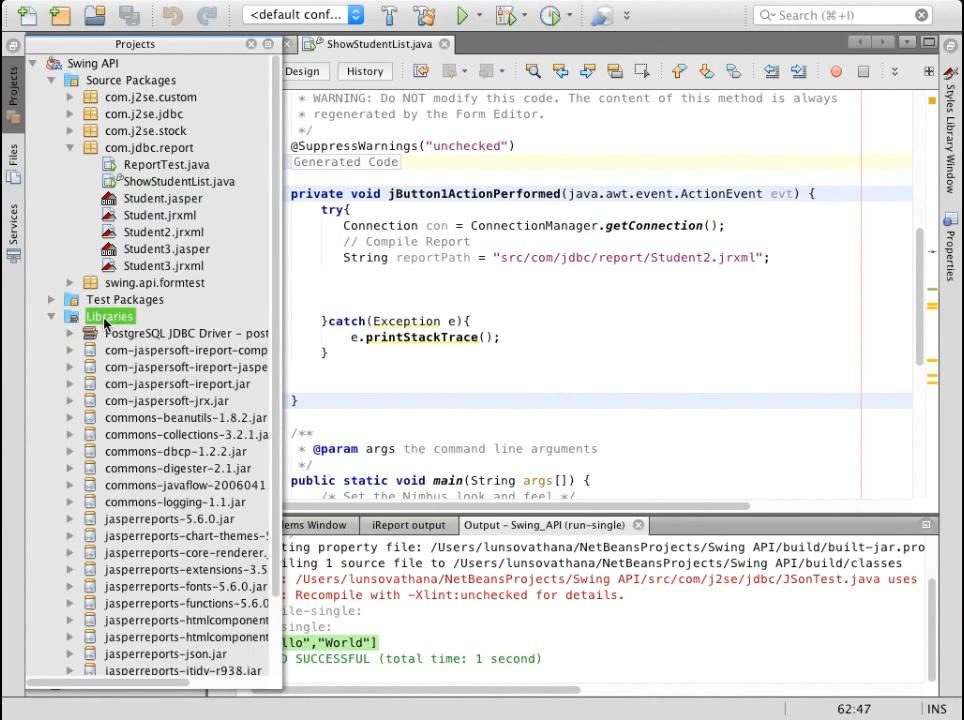 <default conf...
Search (⌘+I)
Projects
ShowStudentList.java
Design
History
Projects
Files
Services
Swing API
Source Packages
com.j2se.custom
com.j2se.jdbc
com.j2se.stock
com.jdbc.report
ReportTest.java
ShowStudentList.java
Student.jasper
Student.jrxml
Student2.jrxml
Student3.jasper
Student3.jrxml
swing.api.formtest
Test Packages
Libraries
PostgreSQL JDBC Driver - post
com-jaspersoft-ireport-comp
com-jaspersoft-ireport-jaspe
com-jaspersoft-ireport.jar
com-jaspersoft-jrx.jar
commons-beanutils-1.8.2.jar
commons-collections-3.2.1.ja
commons-dbcp-1.2.2.jar
commons-digester-2.1.jar
commons-javaflow-2006041
commons-logging-1.1.jar
jasperreports-5.6.0.jar
jasperreports-chart-themes-5
jasperreports-core-renderer.
jasperreports-extensions-3.5
jasperreports-fonts-5.6.0.jar
jasperreports-functions-5.6.0
jasperreports-htmlcomponent
jasperreports-htmlcomponent
jasperreports-json.jar
jasperreports-jtidy-r938.jar
* WARNING: Do NOT modify this code. The content of this method is always
* regenerated by the Form Editor.
*/
@SuppressWarnings("unchecked")
Generated Code
private void jButton1ActionPerformed(java.awt.event.ActionEvent evt) {
try{
Connection con = ConnectionManager.getConnection();
// Compile Report
String reportPath = "src/com/jdbc/report/Student2.jrxml";
}catch(Exception e){
e.printStackTrace();
}
}
/**
* @param args the command line arguments
*/
public static void main(String args[]) {
/* Set the Nimbus look and feel */
lems Window
iReport output
Output - Swing_API (run-single)
ting property file: /Users/lunsovathana/NetBeansProjects/Swing API/build/built-jar.pro
iling 1 source file to /Users/lunsovathana/NetBeansProjects/Swing API/build/classes
: /Users/lunsovathana/NetBeansProjects/Swing API/src/com/j2se/jdbc/JSonTest.java uses
: Recompile with -Xlint:unchecked for details.
ile-single:
single:
llo","World"]
D SUCCESSFUL (total time: 1 second)
Styles Library Window
Properties
62:47
INS